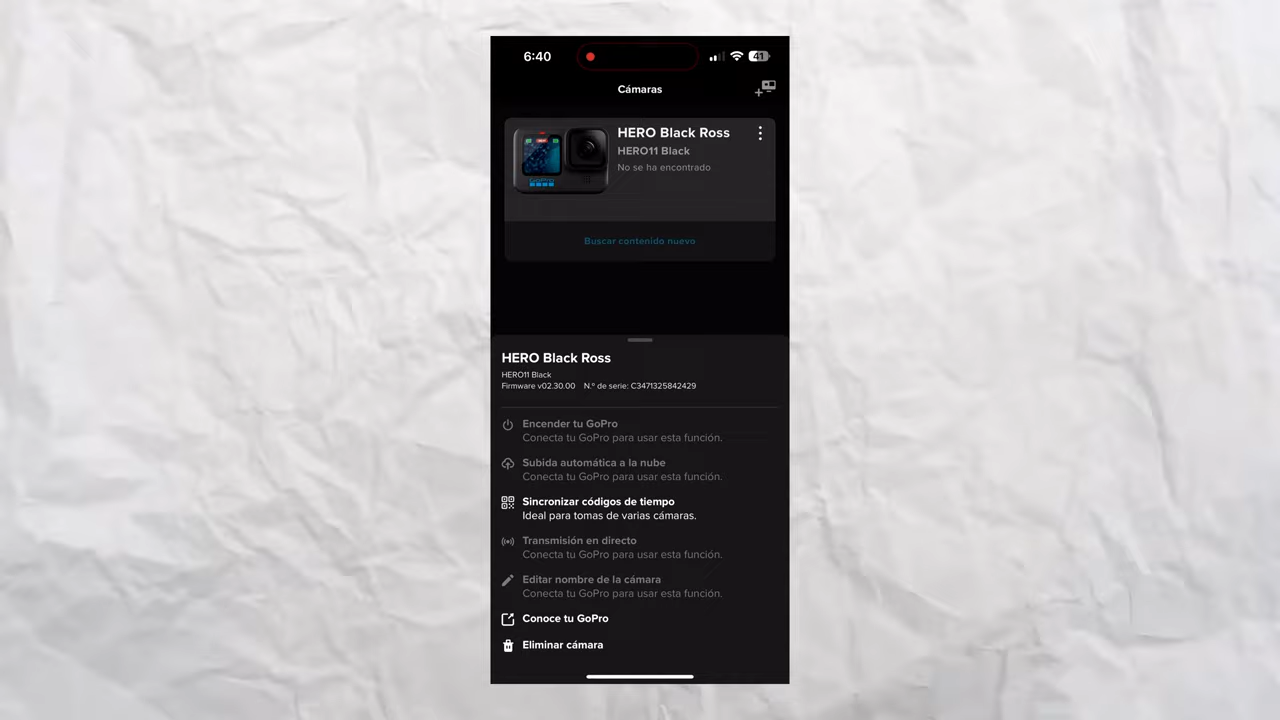 6:40
41
Cámaras
HERO Black Ross
HERO11 Black
No se ha encontrado
GoPro
Buscar contenido nuevo
HERO Black Ross
HERO11 Black
Firmware v02.30.00 N.º de serie: C3471325842429
Encender tu GoPro
Conecta tu GoPro para usar esta función.
Subida automática a la nube
Conecta tu GoPro para usar esta función.
Sincronizar códigos de tiempo
Ideal para tomas de varias cámaras.
Transmisión en directo
Conecta tu GoPro para usar esta función.
Editar nombre de la cámara
Conecta tu GoPro para usar esta función.
Conoce tu GoPro
Eliminar cámara